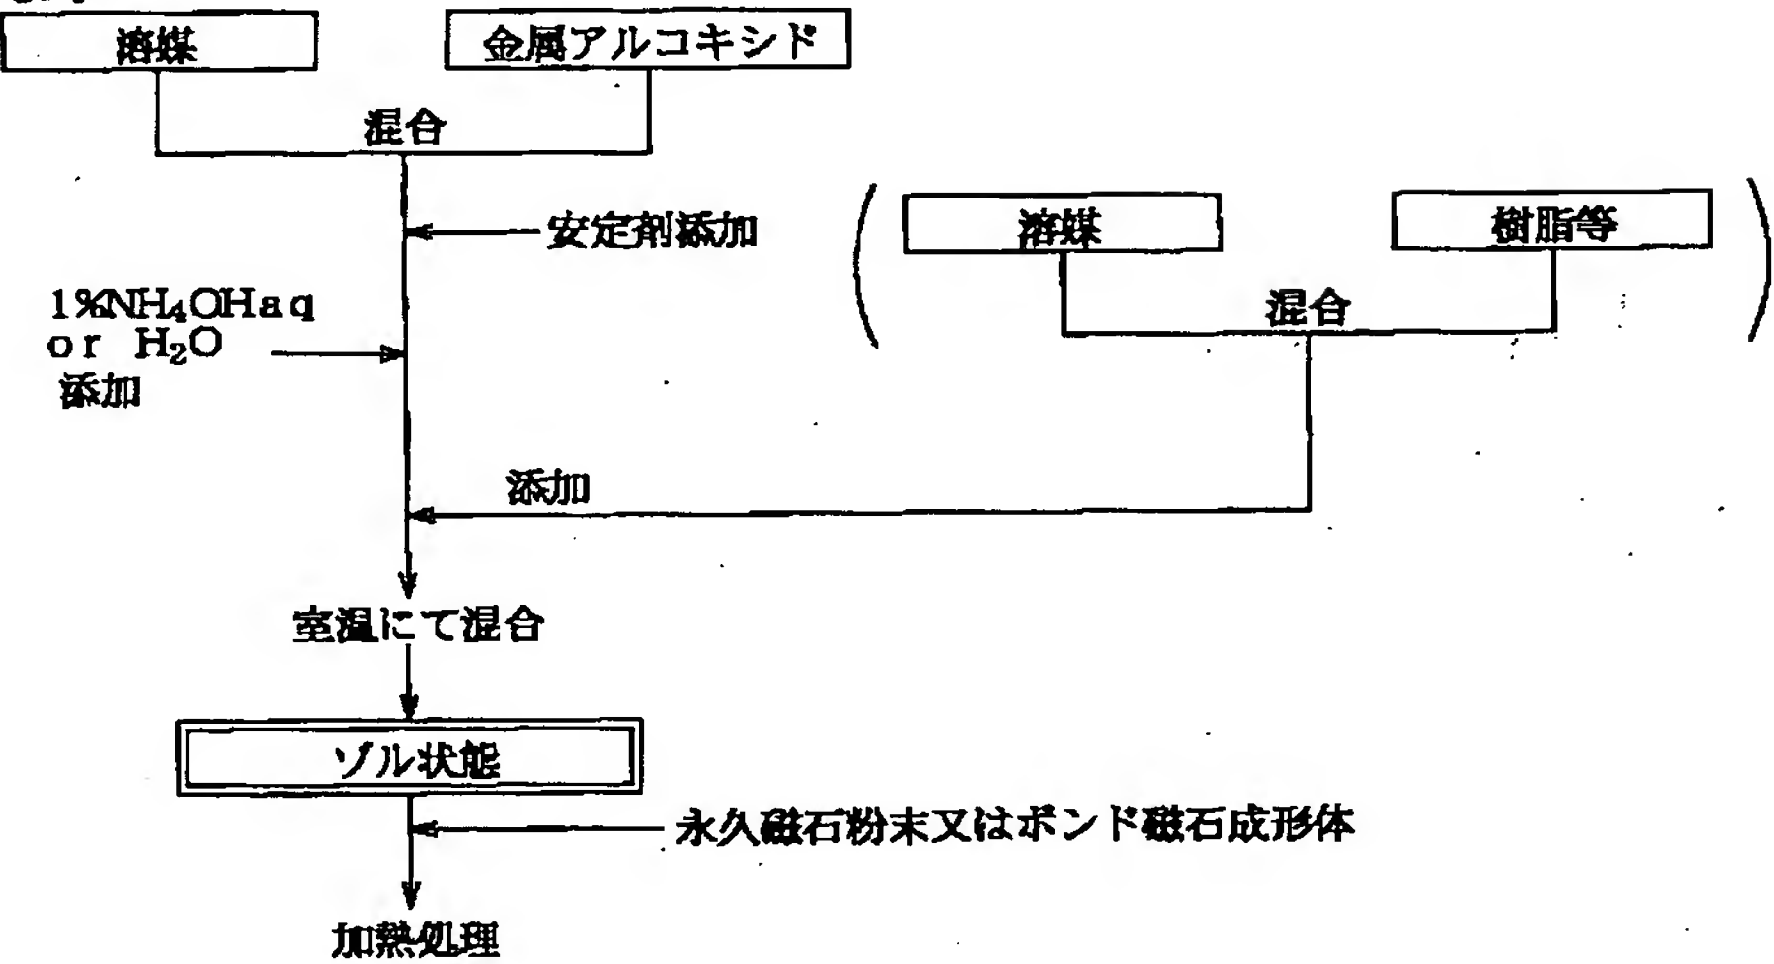 溶媒
金属アルコキシド
混合
安定剤添加
溶媒
樹脂等
混合
1%NH₄OHaq
or H₂O
添加
添加
室温にて混合
ゾル状態
永久磁石粉末又はボンド磁石成形体
加熱処理